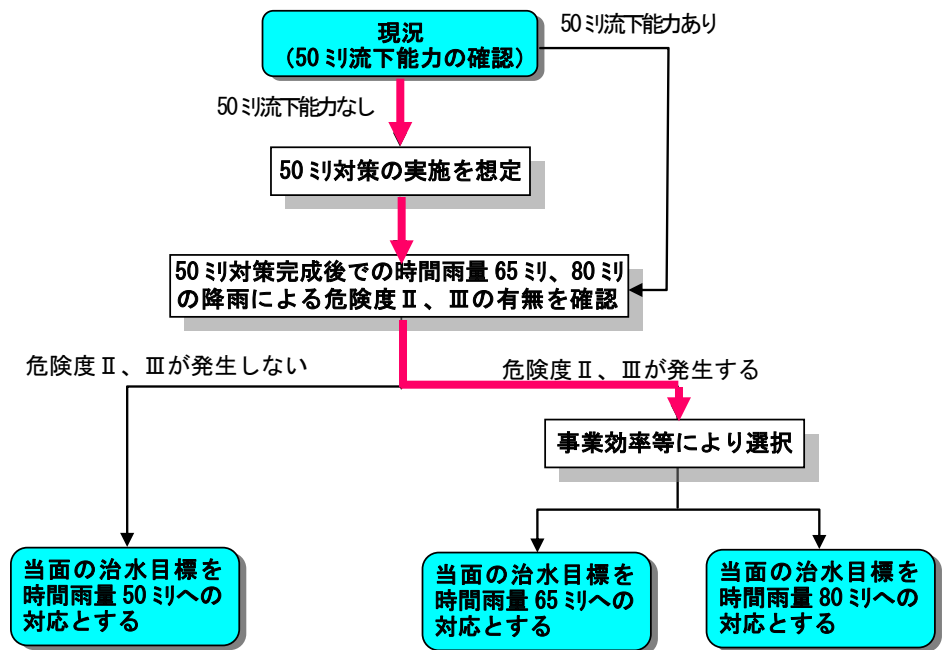 現況
（50ミリ流下能力の確認）
50ミリ流下能力あり
50ミリ流下能力なし
50ミリ対策の実施を想定
50ミリ対策完成後での時間雨量65ミリ、80ミリ
の降雨による危険度Ⅱ、Ⅲの有無を確認
危険度Ⅱ、Ⅲが発生しない
危険度Ⅱ、Ⅲが発生する
事業効率等により選択
当面の治水目標を
時間雨量50ミリへの
対応とする
当面の治水目標を
時間雨量65ミリへの
対応とする
当面の治水目標を
時間雨量80ミリへの
対応とする